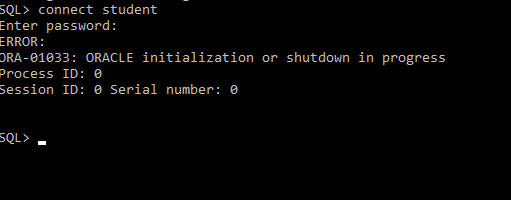 SQL> connect student
Enter password:
ERROR:
ORA-01033: ORACLE initialization or shutdown in progress
Process ID: 0
Session ID: 0 Serial number: 0
SQL>